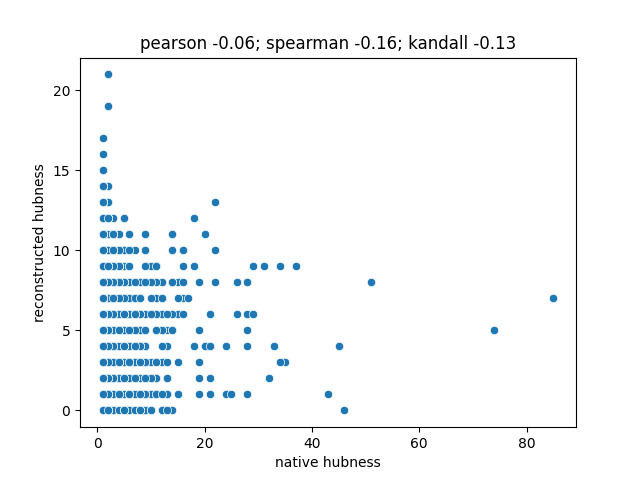 pearson -0.06; spearman -0.16; kandall -0.13
20
15
10
5
0
reconstructed hubness
0 20 40 60 80
native hubness